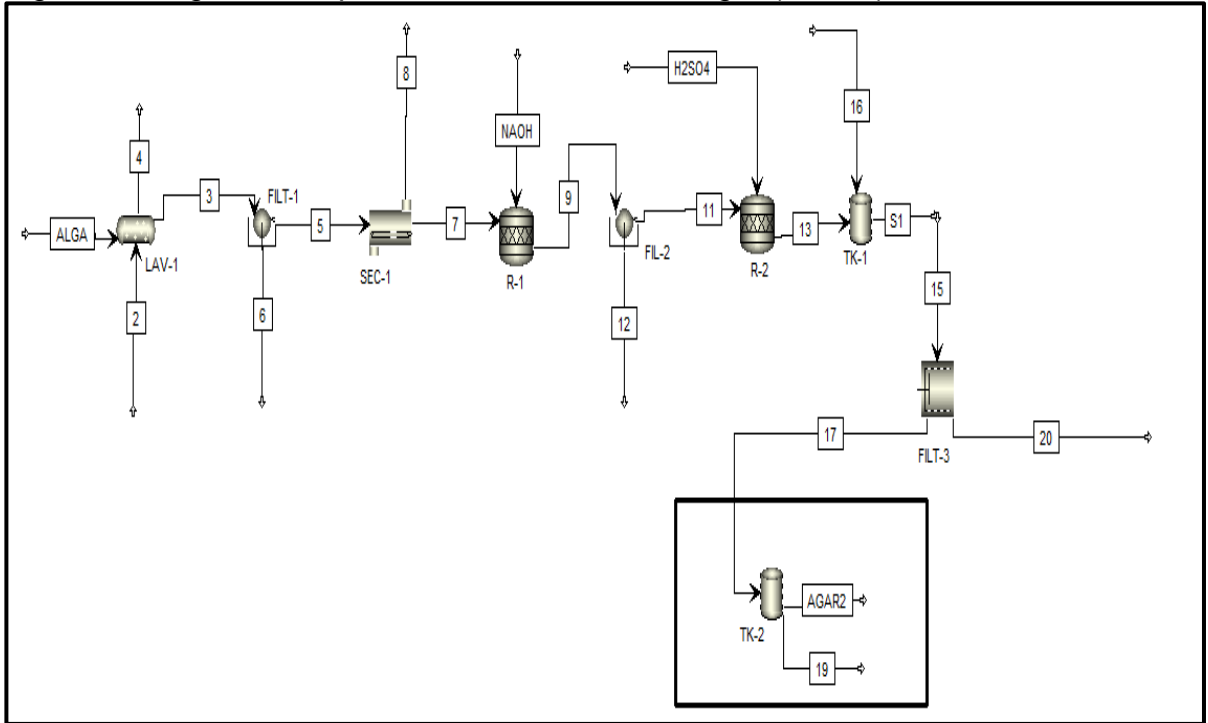 8
H2SO4
16
4
NAOH
9
3
FILT-1
11
ALGA
5
7
FIL-2
13
S1
LAV-1
SEC-1
R-1
R-2
TK-1
2
6
12
15
17
20
FILT-3
AGAR2
TK-2
19